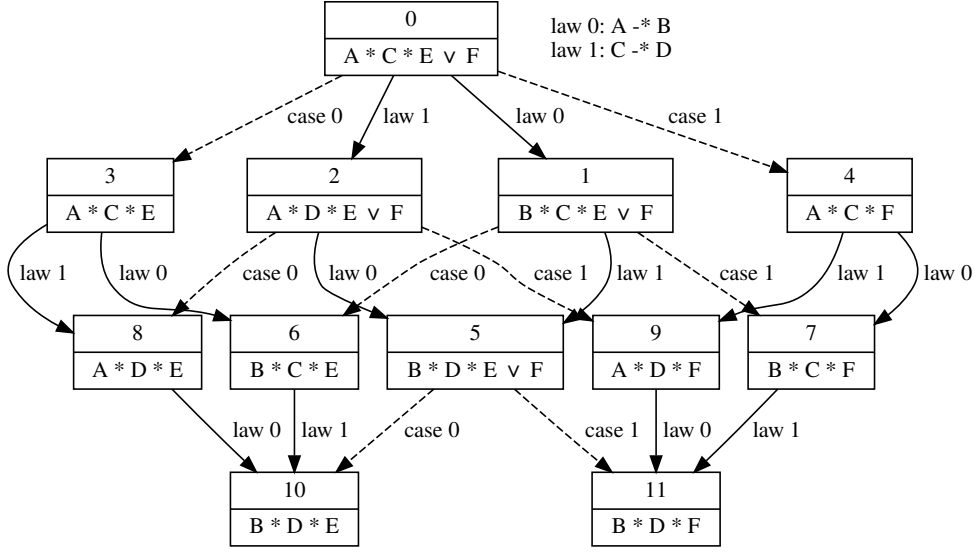 0
A * C * E ∨ F
law 0: A -* B
law 1: C -* D
case 0
law 1
law 0
case 1
3
A * C * E
2
A * D * E ∨ F
1
B * C * E ∨ F
4
A * C * F
law 1
law 0
case 0
law 0
case 0
case 1
law 1
case 1
law 1
law 0
8
A * D * E
6
B * C * E
5
B * D * E ∨ F
9
A * D * F
7
B * C * F
law 0
law 1
case 0
case 1
law 0
law 1
10
B * D * E
11
B * D * F